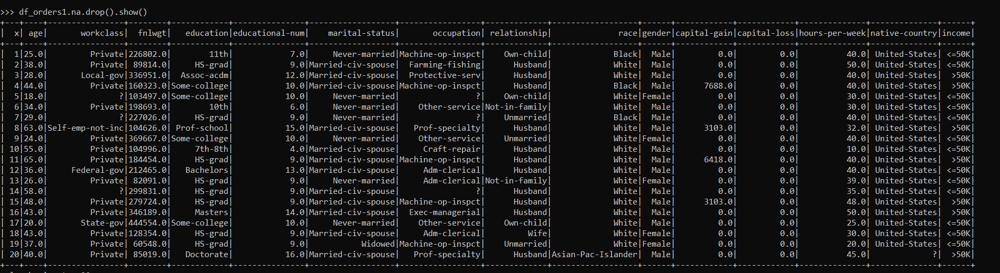 >>> df_orders1.na.drop().show()
+---+----+----------------+--------+------------+---------------+------------------+-----------------+-------------+------------------+------+------------+------------+--------------+--------------+------+
|  x| age|       workclass|  fnlwgt|   education|educational-num|    marital-status|       occupation| relationship|              race|gender|capital-gain|capital-loss|hours-per-week|native-country|income|
+---+----+----------------+--------+------------+---------------+------------------+-----------------+-------------+------------------+------+------------+------------+--------------+--------------+------+
|  1|25.0|         Private|226802.0|        11th|            7.0|     Never-married|Machine-op-inspct|    Own-child|             Black|  Male|         0.0|         0.0|          40.0| United-States| <=50K|
|  2|38.0|         Private| 89814.0|     HS-grad|            9.0|Married-civ-spouse|  Farming-fishing|      Husband|             White|  Male|         0.0|         0.0|          50.0| United-States| <=50K|
|  3|28.0|       Local-gov|336951.0|  Assoc-acdm|           12.0|Married-civ-spouse|  Protective-serv|      Husband|             White|  Male|         0.0|         0.0|          40.0| United-States|  >50K|
|  4|44.0|         Private|160323.0|Some-college|           10.0|Married-civ-spouse|Machine-op-inspct|      Husband|             Black|  Male|      7688.0|         0.0|          40.0| United-States|  >50K|
|  5|18.0|               ?|103497.0|Some-college|           10.0|     Never-married|                ?|    Own-child|             White|Female|         0.0|         0.0|          30.0| United-States| <=50K|
|  6|34.0|         Private|198693.0|        10th|            6.0|     Never-married|    Other-service|Not-in-family|             White|  Male|         0.0|         0.0|          30.0| United-States| <=50K|
|  7|29.0|               ?|227026.0|     HS-grad|            9.0|     Never-married|                ?|    Unmarried|             Black|  Male|         0.0|         0.0|          40.0| United-States| <=50K|
|  8|63.0|Self-emp-not-inc|104626.0| Prof-school|           15.0|Married-civ-spouse|   Prof-specialty|      Husband|             White|  Male|      3103.0|         0.0|          32.0| United-States|  >50K|
|  9|24.0|         Private|369667.0|Some-college|           10.0|     Never-married|    Other-service|    Unmarried|             White|Female|         0.0|         0.0|          40.0| United-States| <=50K|
| 10|55.0|         Private|104996.0|     7th-8th|            4.0|Married-civ-spouse|     Craft-repair|      Husband|             White|  Male|         0.0|         0.0|          10.0| United-States| <=50K|
| 11|65.0|         Private|184454.0|     HS-grad|            9.0|Married-civ-spouse|Machine-op-inspct|      Husband|             White|  Male|      6418.0|         0.0|          40.0| United-States|  >50K|
| 12|36.0|     Federal-gov|212465.0|   Bachelors|           13.0|Married-civ-spouse|     Adm-clerical|      Husband|             White|  Male|         0.0|         0.0|          40.0| United-States| <=50K|
| 13|26.0|         Private| 82091.0|     HS-grad|            9.0|     Never-married|     Adm-clerical|Not-in-family|             White|Female|         0.0|         0.0|          39.0| United-States| <=50K|
| 14|58.0|               ?|299831.0|     HS-grad|            9.0|Married-civ-spouse|                ?|      Husband|             White|  Male|         0.0|         0.0|          35.0| United-States| <=50K|
| 15|48.0|         Private|279724.0|     HS-grad|            9.0|Married-civ-spouse|Machine-op-inspct|      Husband|             White|  Male|      3103.0|         0.0|          48.0| United-States|  >50K|
| 16|43.0|         Private|346189.0|     Masters|           14.0|Married-civ-spouse|  Exec-managerial|      Husband|             White|  Male|         0.0|         0.0|          50.0| United-States|  >50K|
| 17|20.0|       State-gov|444554.0|Some-college|           10.0|     Never-married|    Other-service|    Own-child|             White|  Male|         0.0|         0.0|          25.0| United-States| <=50K|
| 18|43.0|         Private|128354.0|     HS-grad|            9.0|Married-civ-spouse|     Adm-clerical|         Wife|             White|Female|         0.0|         0.0|          30.0| United-States| <=50K|
| 19|37.0|         Private| 60548.0|     HS-grad|            9.0|           Widowed|Machine-op-inspct|    Unmarried|             White|Female|         0.0|         0.0|          20.0| United-States| <=50K|
| 20|40.0|         Private| 85019.0|   Doctorate|           16.0|Married-civ-spouse|   Prof-specialty|      Husband|Asian-Pac-Islander|  Male|         0.0|         0.0|          45.0|             ?|  >50K|
+---+----+----------------+--------+------------+---------------+------------------+-----------------+-------------+------------------+------+------------+------------+--------------+--------------+------+